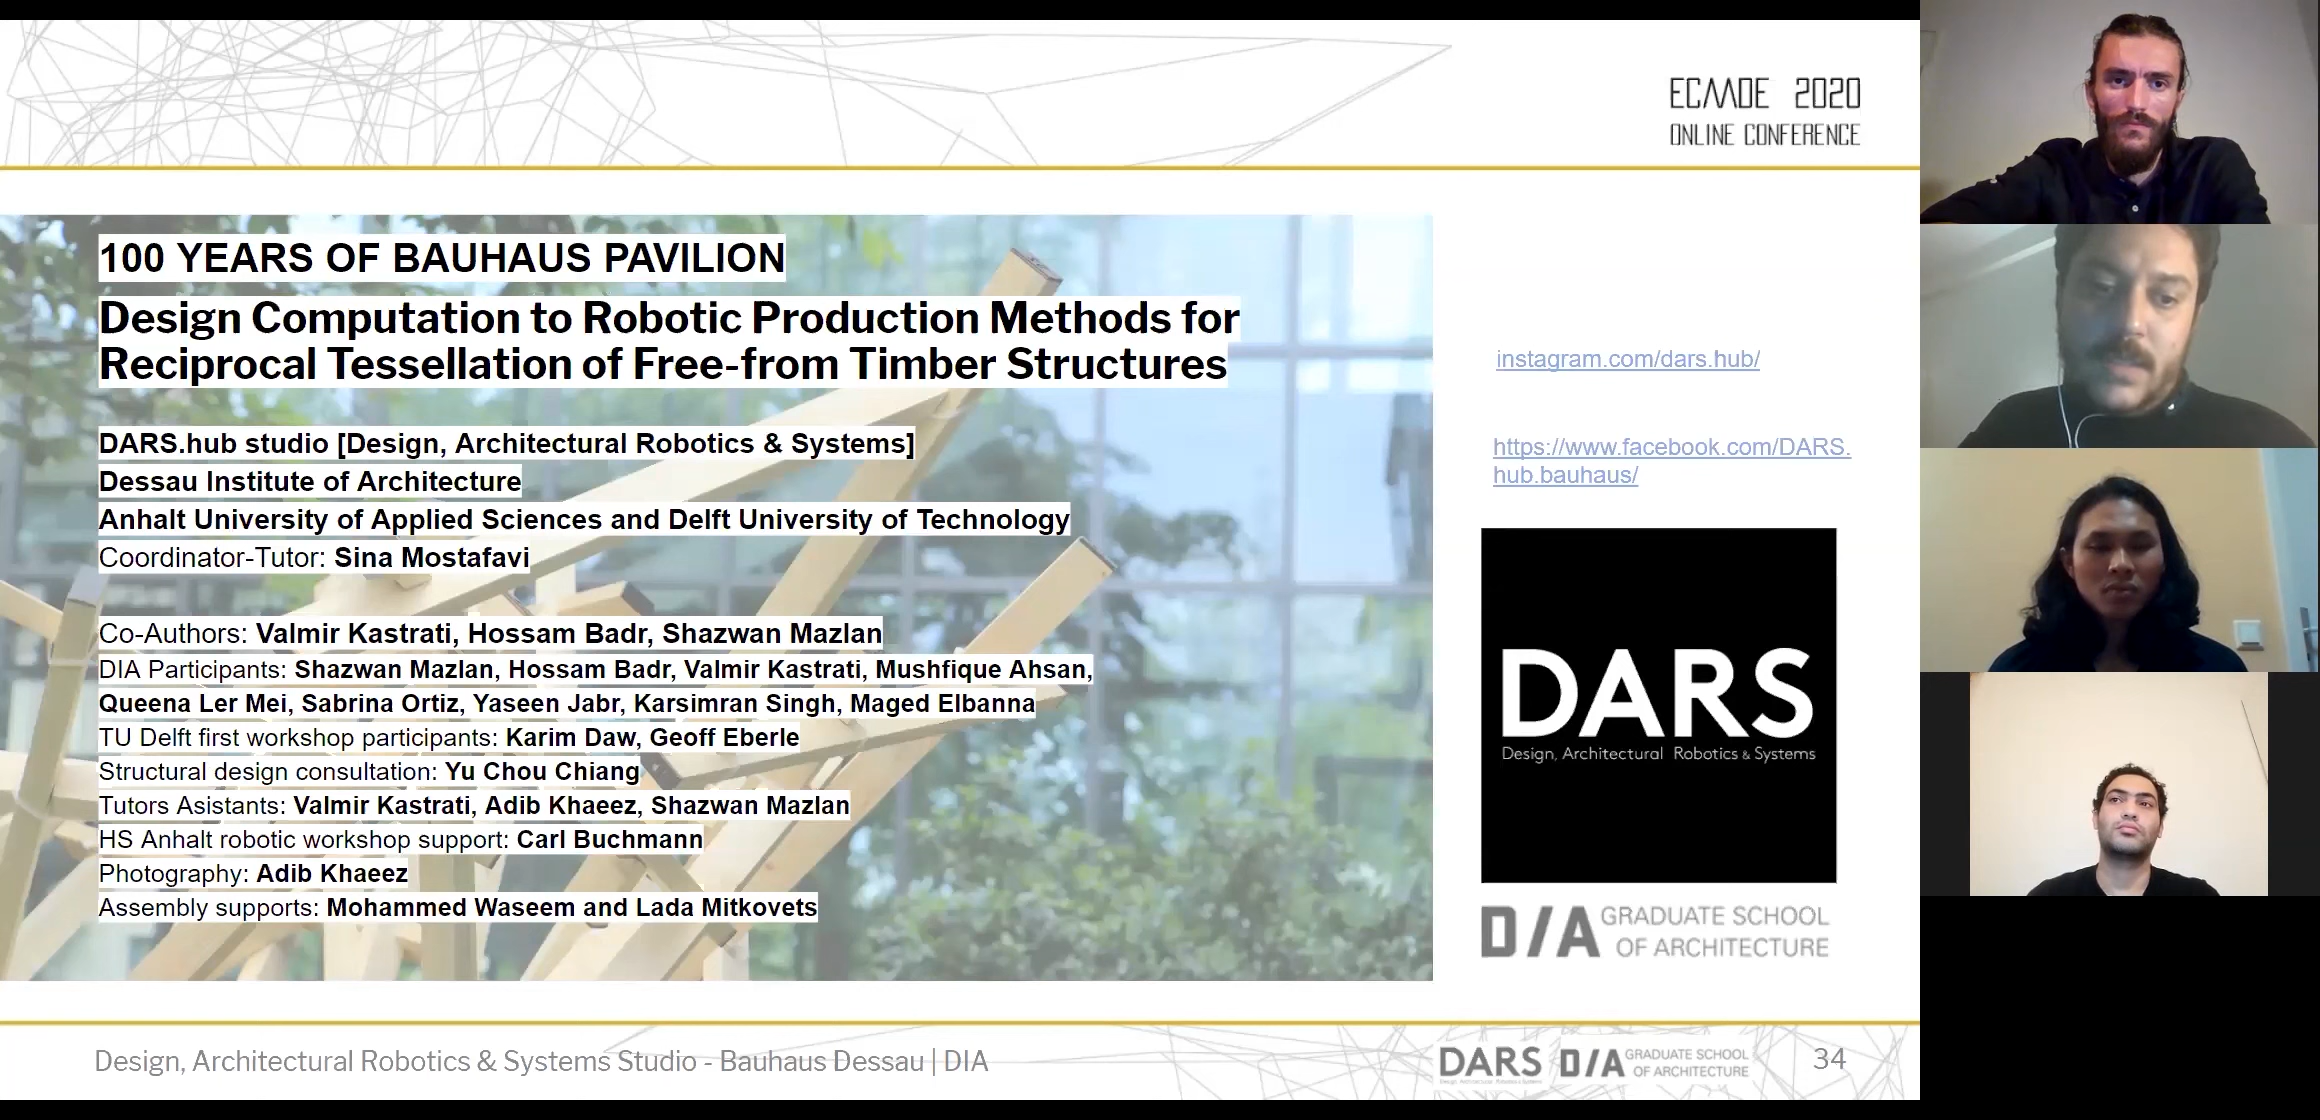 ECAADE 2020
ONLINE CONFERENCE
100 YEARS OF BAUHAUS PAVILION
Design Computation to Robotic Production Methods for
Reciprocal Tessellation of Free-from Timber Structures
DARS.hub studio [Design, Architectural Robotics & Systems]
Dessau Institute of Architecture
Anhalt University of Applied Sciences and Delft University of Technology
Coordinator-Tutor: Sina Mostafavi
Co-Authors: Valmir Kastrati, Hossam Badr, Shazwan Mazlan
DIA Participants: Shazwan Mazlan, Hossam Badr, Valmir Kastrati, Mushfique Ahsan,
Queena Ler Mei, Sabrina Ortiz, Yaseen Jabr, Karsimran Singh, Maged Elbanna
TU Delft first workshop participants: Karim Daw, Geoff Eberle
Structural design consultation: Yu Chou Chiang
Tutors Asistants: Valmir Kastrati, Adib Khaeez, Shazwan Mazlan
HS Anhalt robotic workshop support: Carl Buchmann
Photography: Adib Khaeez
Assembly supports: Mohammed Waseem and Lada Mitkovets
instagram.com/dars.hub/
https://www.facebook.com/DARS.
hub.bauhaus/
DARS
Design, Architectural Robotics & Systems
D/A GRADUATE SCHOOL
OF ARCHITECTURE
Design, Architectural Robotics & Systems Studio - Bauhaus Dessau | DIA
DARS D/A GRADUATE SCHOOL
OF ARCHITECTURE
34